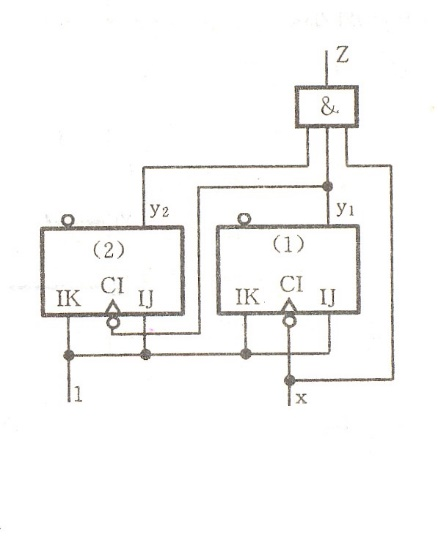 Z
&
y₂
y₁
(2)
(1)
IK CI IJ
IK CI IJ
1
x